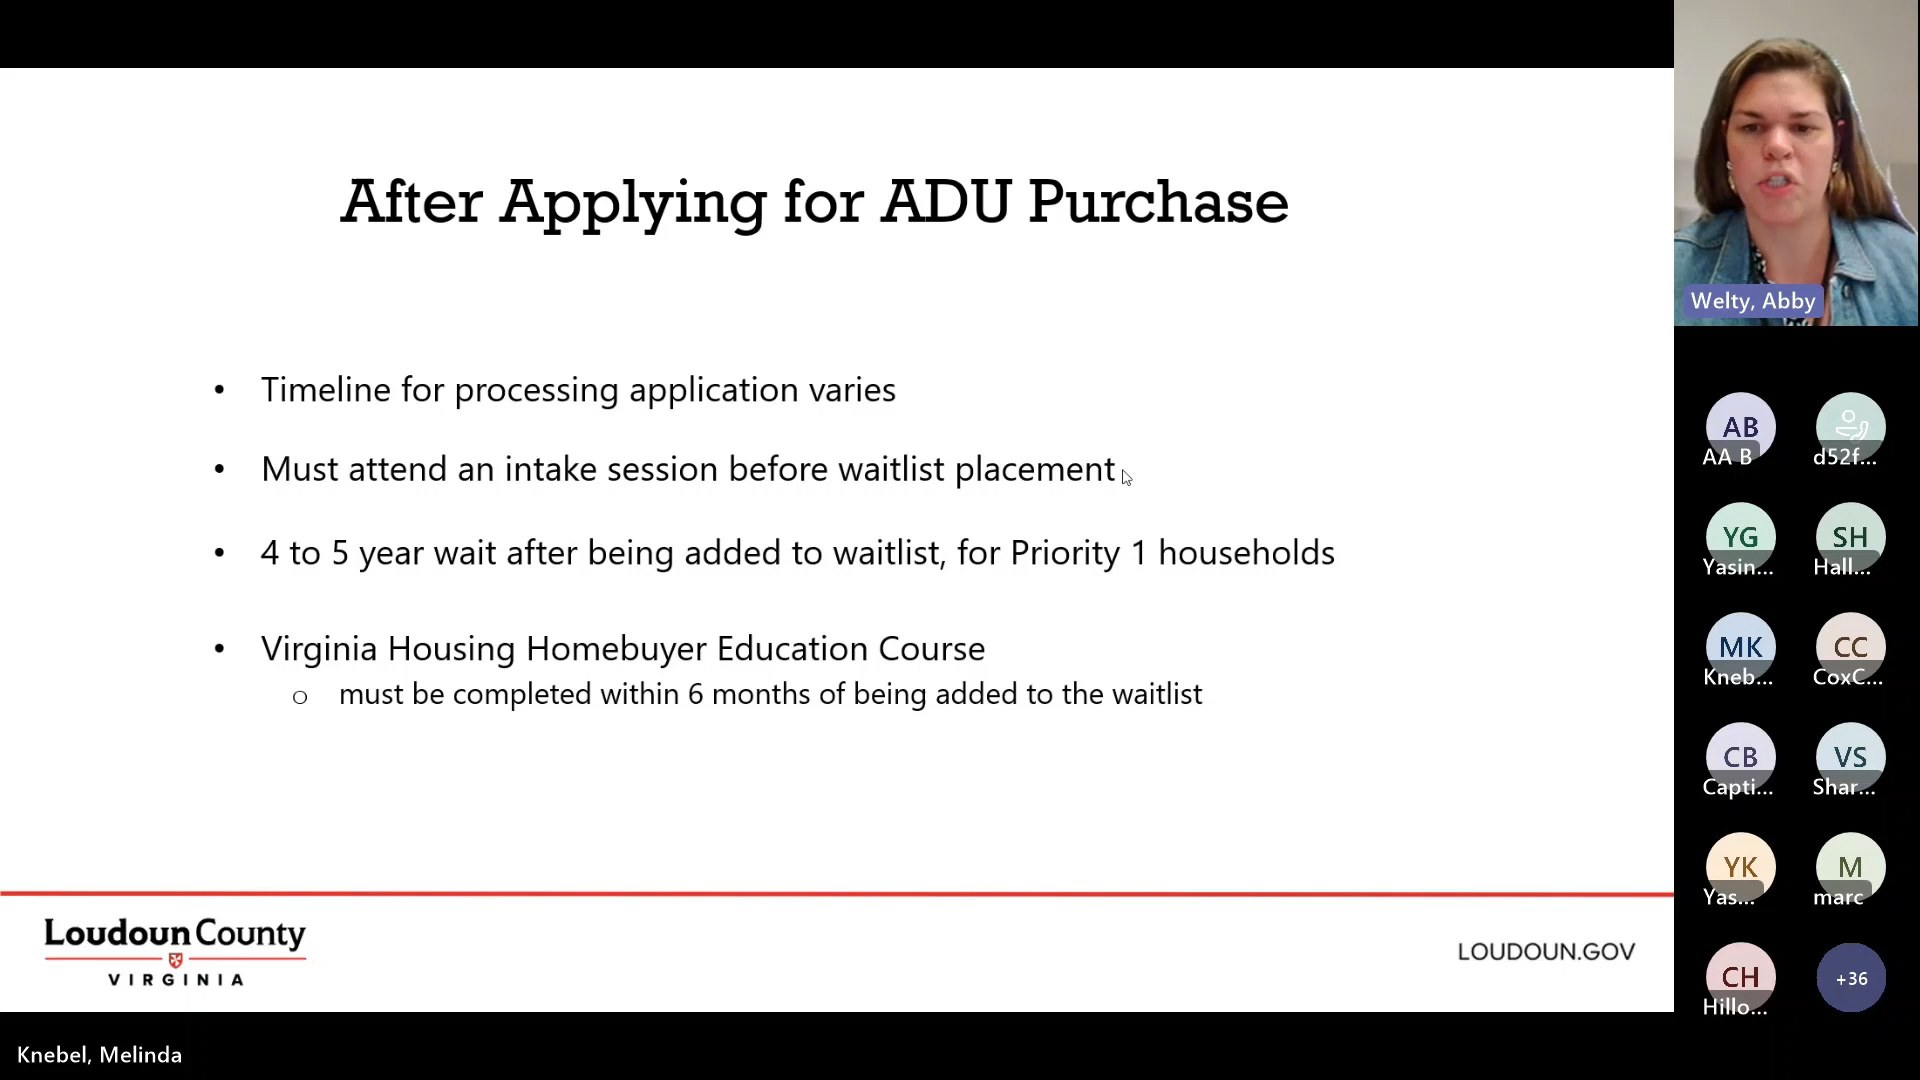 After Applying for ADU Purchase
• Timeline for processing application varies
• Must attend an intake session before waitlist placement
• 4 to 5 year wait after being added to waitlist, for Priority 1 households
• Virginia Housing Homebuyer Education Course
o must be completed within 6 months of being added to the waitlist
Loudoun County
VIRGINIA
LOUDOUN.GOV
Knebel, Melinda
Welty, Abby
AB
AA B
d52f...
YG
Yasin...
SH
Hall...
MK
Kneb...
CC
CoxC...
CB
Capti...
VS
Shar...
YK
Yas...
M
marc
CH
Hillo...
+36